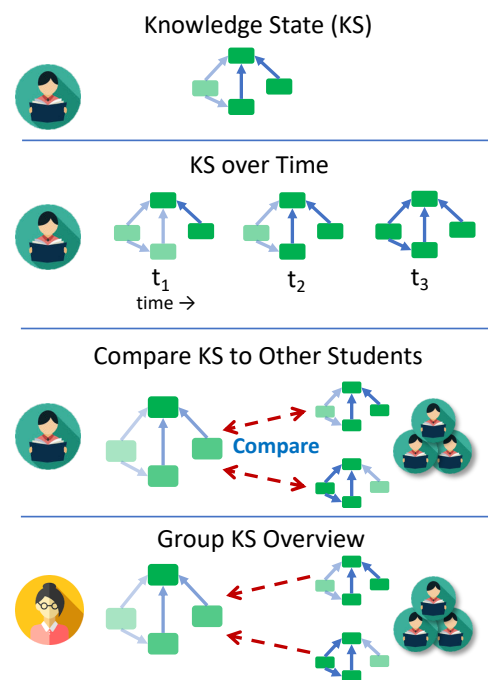 Knowledge State (KS)
KS over Time
t1
t2
t3
time →
Compare KS to Other Students
Compare
Group KS Overview